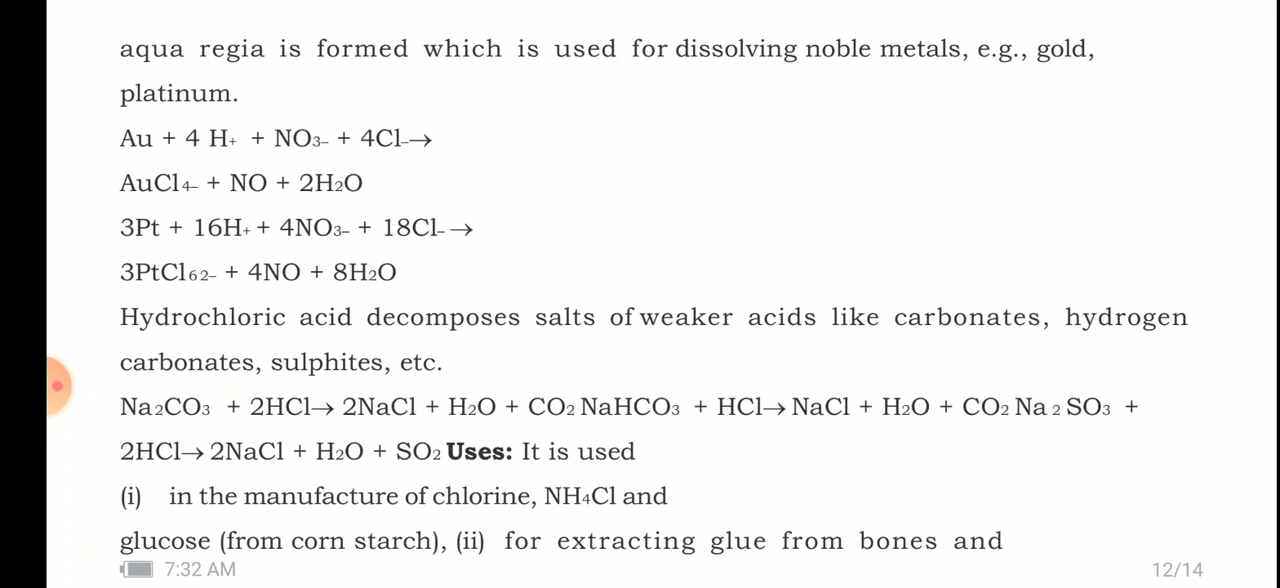 aqua regia is formed which is used for dissolving noble metals, e.g., gold,
platinum.
Au + 4 H+ + NO3– + 4Cl–→
AuCl4– + NO + 2H2O
3Pt + 16H+ + 4NO3– + 18Cl– →
3PtCl62– + 4NO + 8H2O
Hydrochloric acid decomposes salts of weaker acids like carbonates, hydrogen
carbonates, sulphites, etc.
Na2CO3 + 2HCl→ 2NaCl + H2O + CO2 NaHCO3 + HCl→ NaCl + H2O + CO2 Na 2 SO3 +
2HCl→ 2NaCl + H2O + SO2 Uses: It is used
(i) in the manufacture of chlorine, NH4Cl and
glucose (from corn starch), (ii) for extracting glue from bones and
7:32 AM 12/14